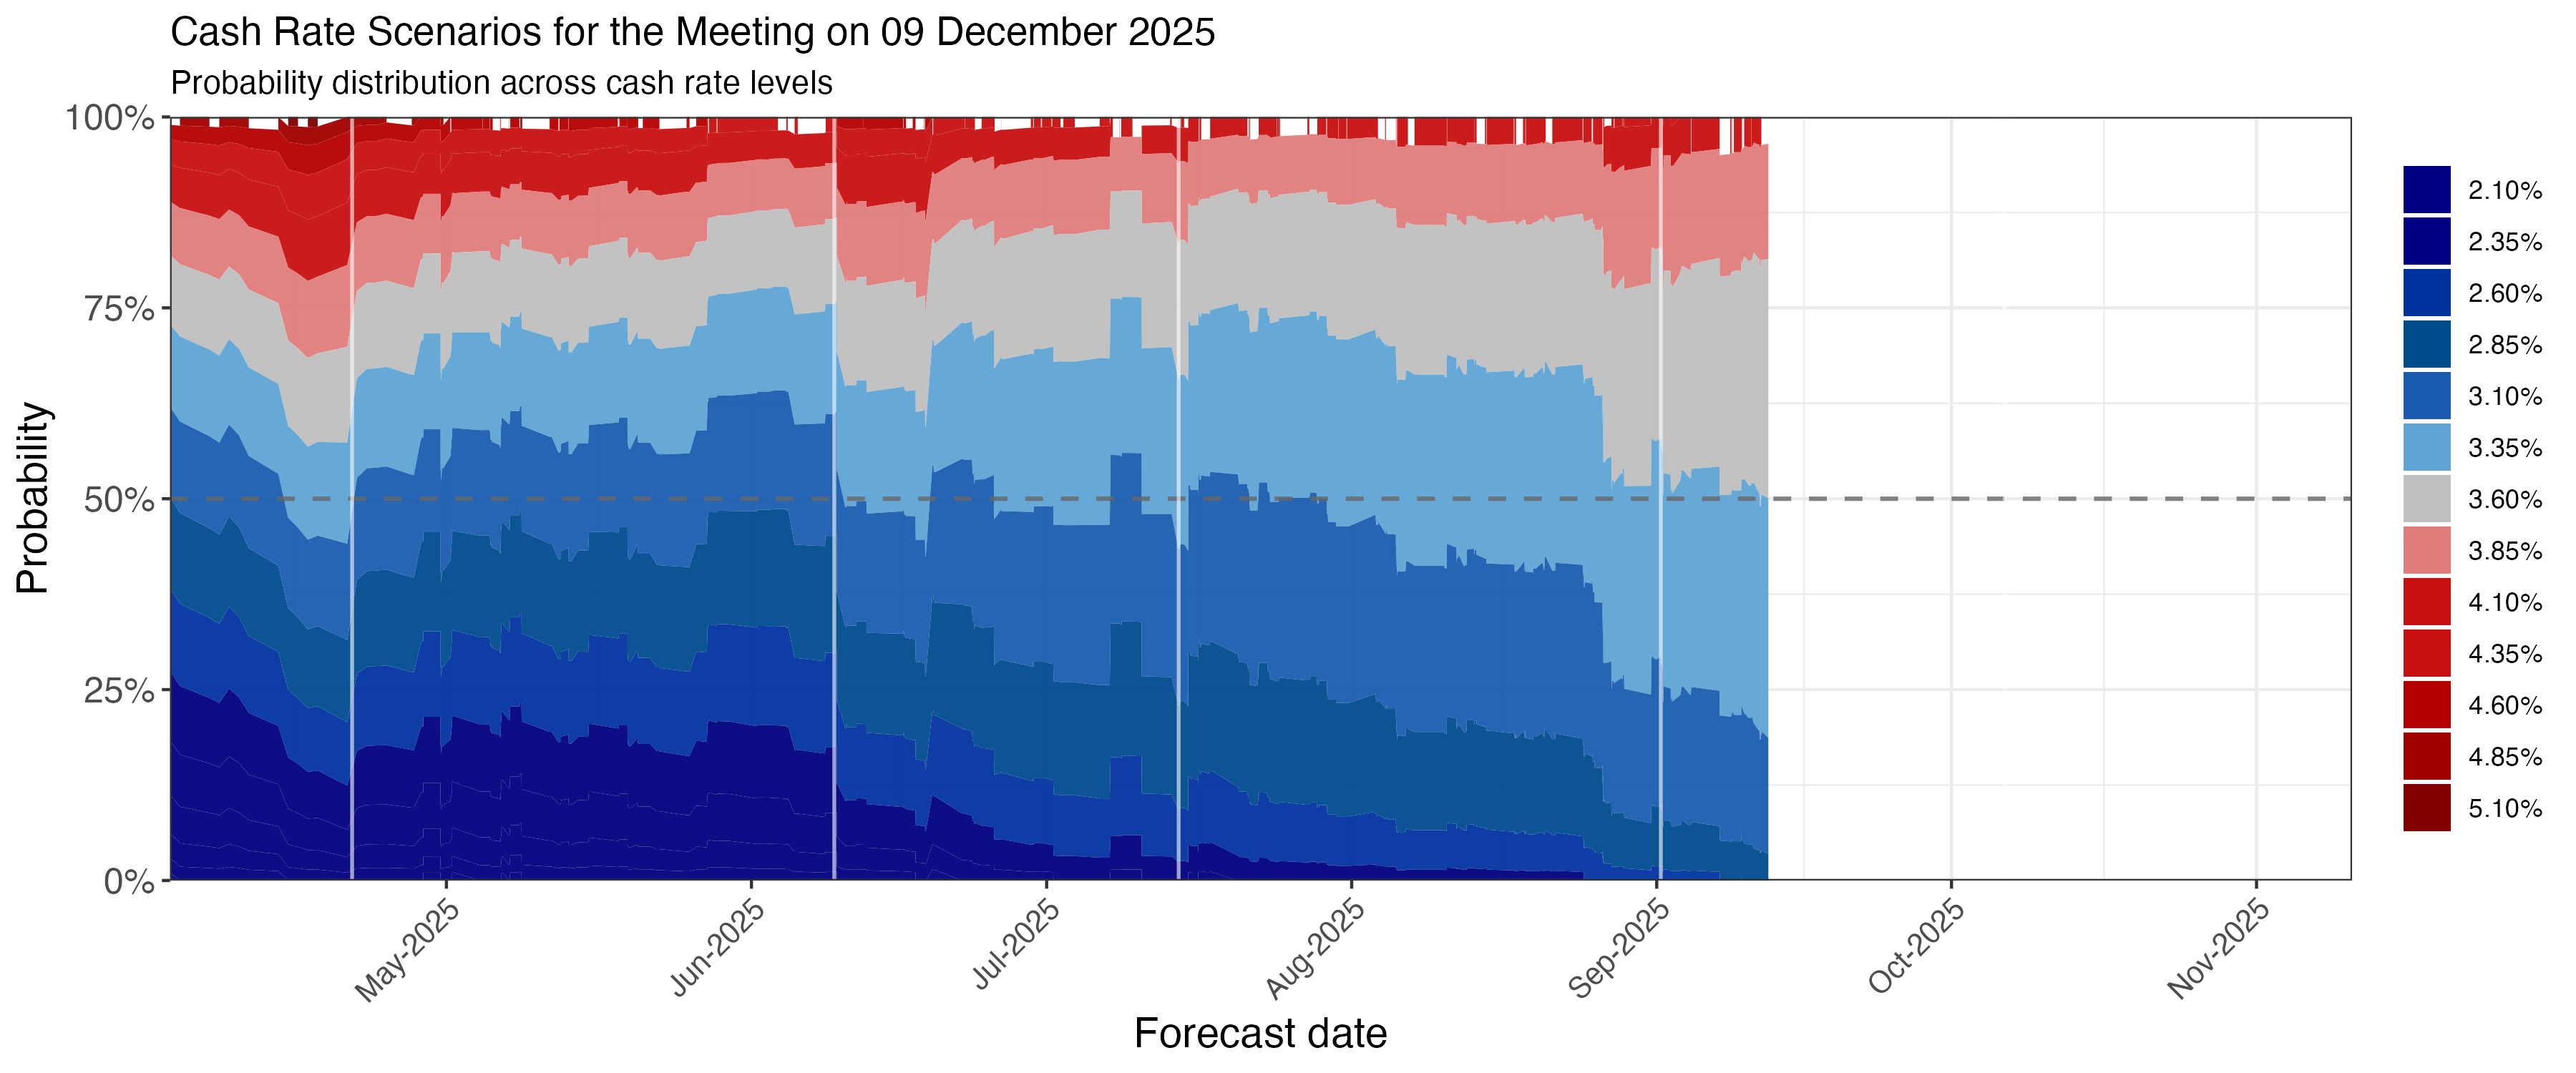 Cash Rate Scenarios for the Meeting on 09 December 2025
Probability distribution across cash rate levels
Probability
100%
75%
50%
25%
0%
May-2025
Jun-2025
Jul-2025
Aug-2025
Sep-2025
Oct-2025
Nov-2025
Forecast date
2.10%
2.35%
2.60%
2.85%
3.10%
3.35%
3.60%
3.85%
4.10%
4.35%
4.60%
4.85%
5.10%